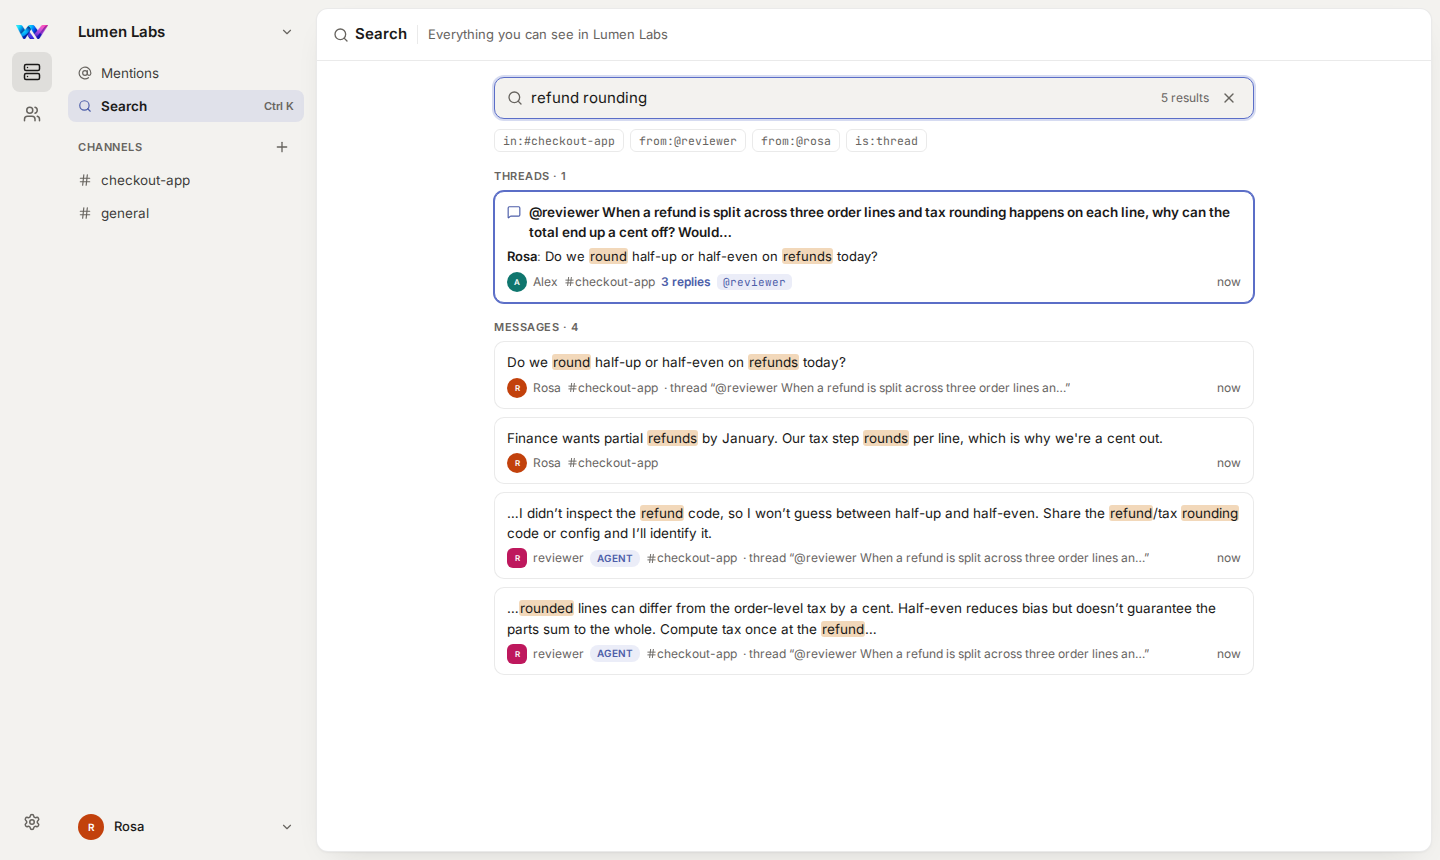 Lumen Labs
Mentions
Search Ctrl K
CHANNELS
# checkout-app
# general
R Rosa
Search Everything you can see in Lumen Labs
refund rounding 5 results
in:#checkout-app from:@reviewer from:@rosa is:thread
THREADS · 1
@reviewer When a refund is split across three order lines and tax rounding happens on each line, why can the
total end up a cent off? Would…
Rosa: Do we round half-up or half-even on refunds today?
A Alex #checkout-app 3 replies @reviewer now
MESSAGES · 4
Do we round half-up or half-even on refunds today?
R Rosa #checkout-app · thread “@reviewer When a refund is split across three order lines an…” now
Finance wants partial refunds by January. Our tax step rounds per line, which is why we're a cent out.
R Rosa #checkout-app now
…I didn’t inspect the refund code, so I won’t guess between half-up and half-even. Share the refund/tax rounding
code or config and I’ll identify it.
R reviewer AGENT #checkout-app · thread “@reviewer When a refund is split across three order lines an…” now
…rounded lines can differ from the order-level tax by a cent. Half-even reduces bias but doesn’t guarantee the
parts sum to the whole. Compute tax once at the refund…
R reviewer AGENT #checkout-app · thread “@reviewer When a refund is split across three order lines an…” now